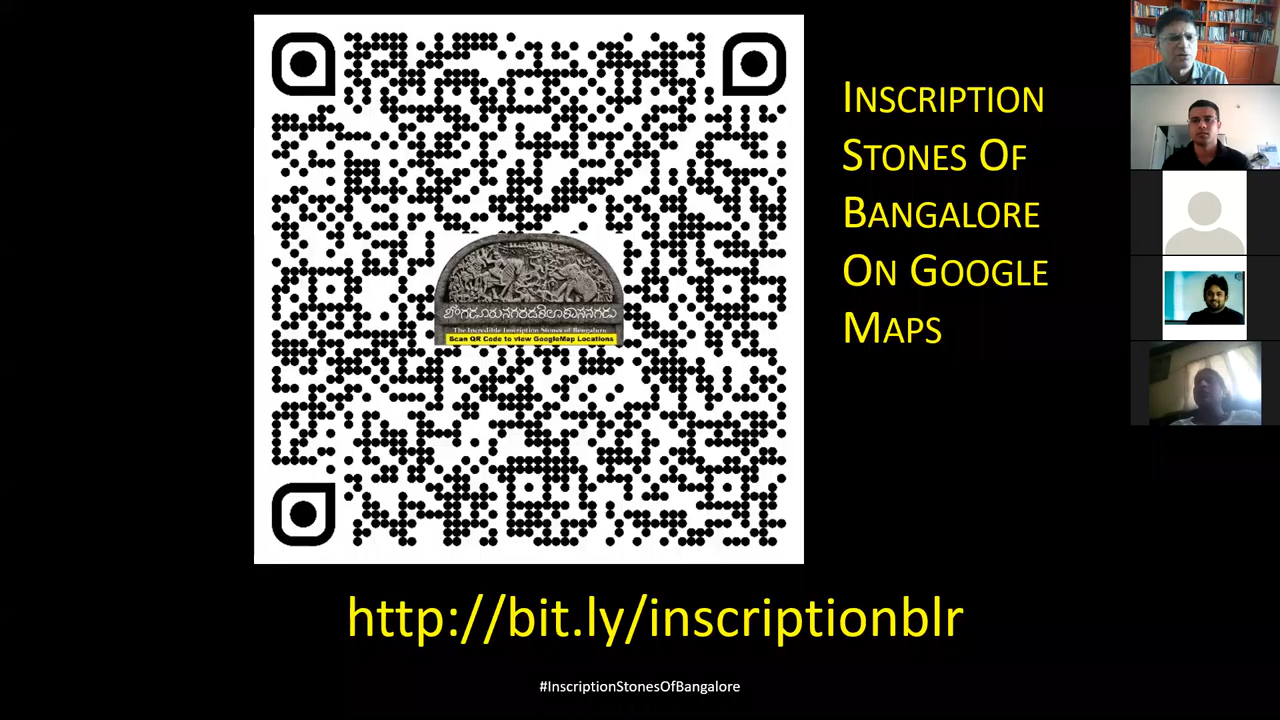 INSCRIPTION
STONES OF
BANGALORE
ON GOOGLE
MAPS
The Incredible Inscription Stones of Bengaluru
Scan QR Code to view GoogleMap Locations
http://bit.ly/inscriptionblr
#InscriptionStonesOfBangalore